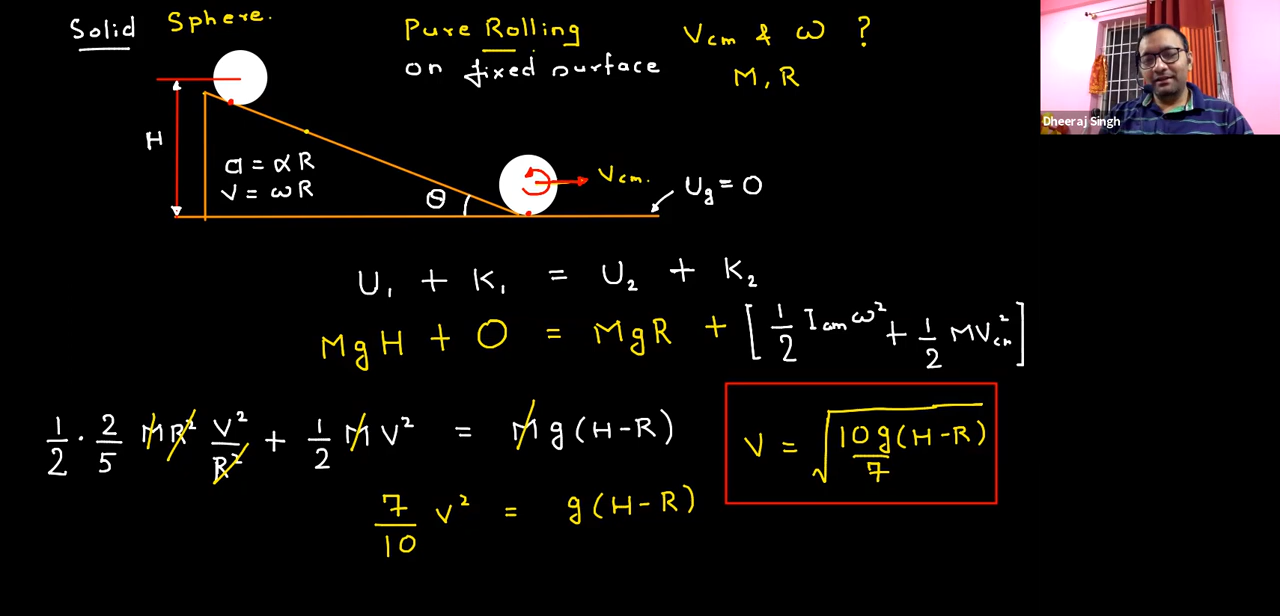 Solid Sphere.
Pure Rolling
on fixed surface
Vcm & ω ?
M, R
Dheeraj Singh
H
a = αR
v = ωR
θ
Vcm.
Ug = 0
U₁ + K₁ = U₂ + K₂
MgH + 0 = MgR + [1/2 Icm ω² + 1/2 MVcm²]
1/2 · 2/5 MR² V²/R² + 1/2 MV² = Mg(H-R)
V = √(10g(H-R)/7)
7/10 V² = g(H-R)